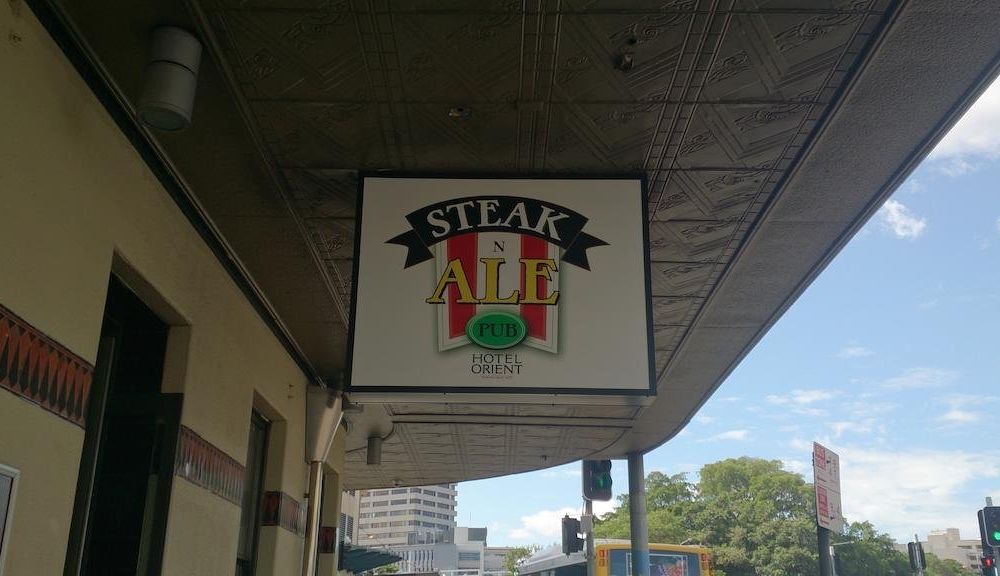 STEAK
N
ALE
PUB
HOTEL
ORIENT